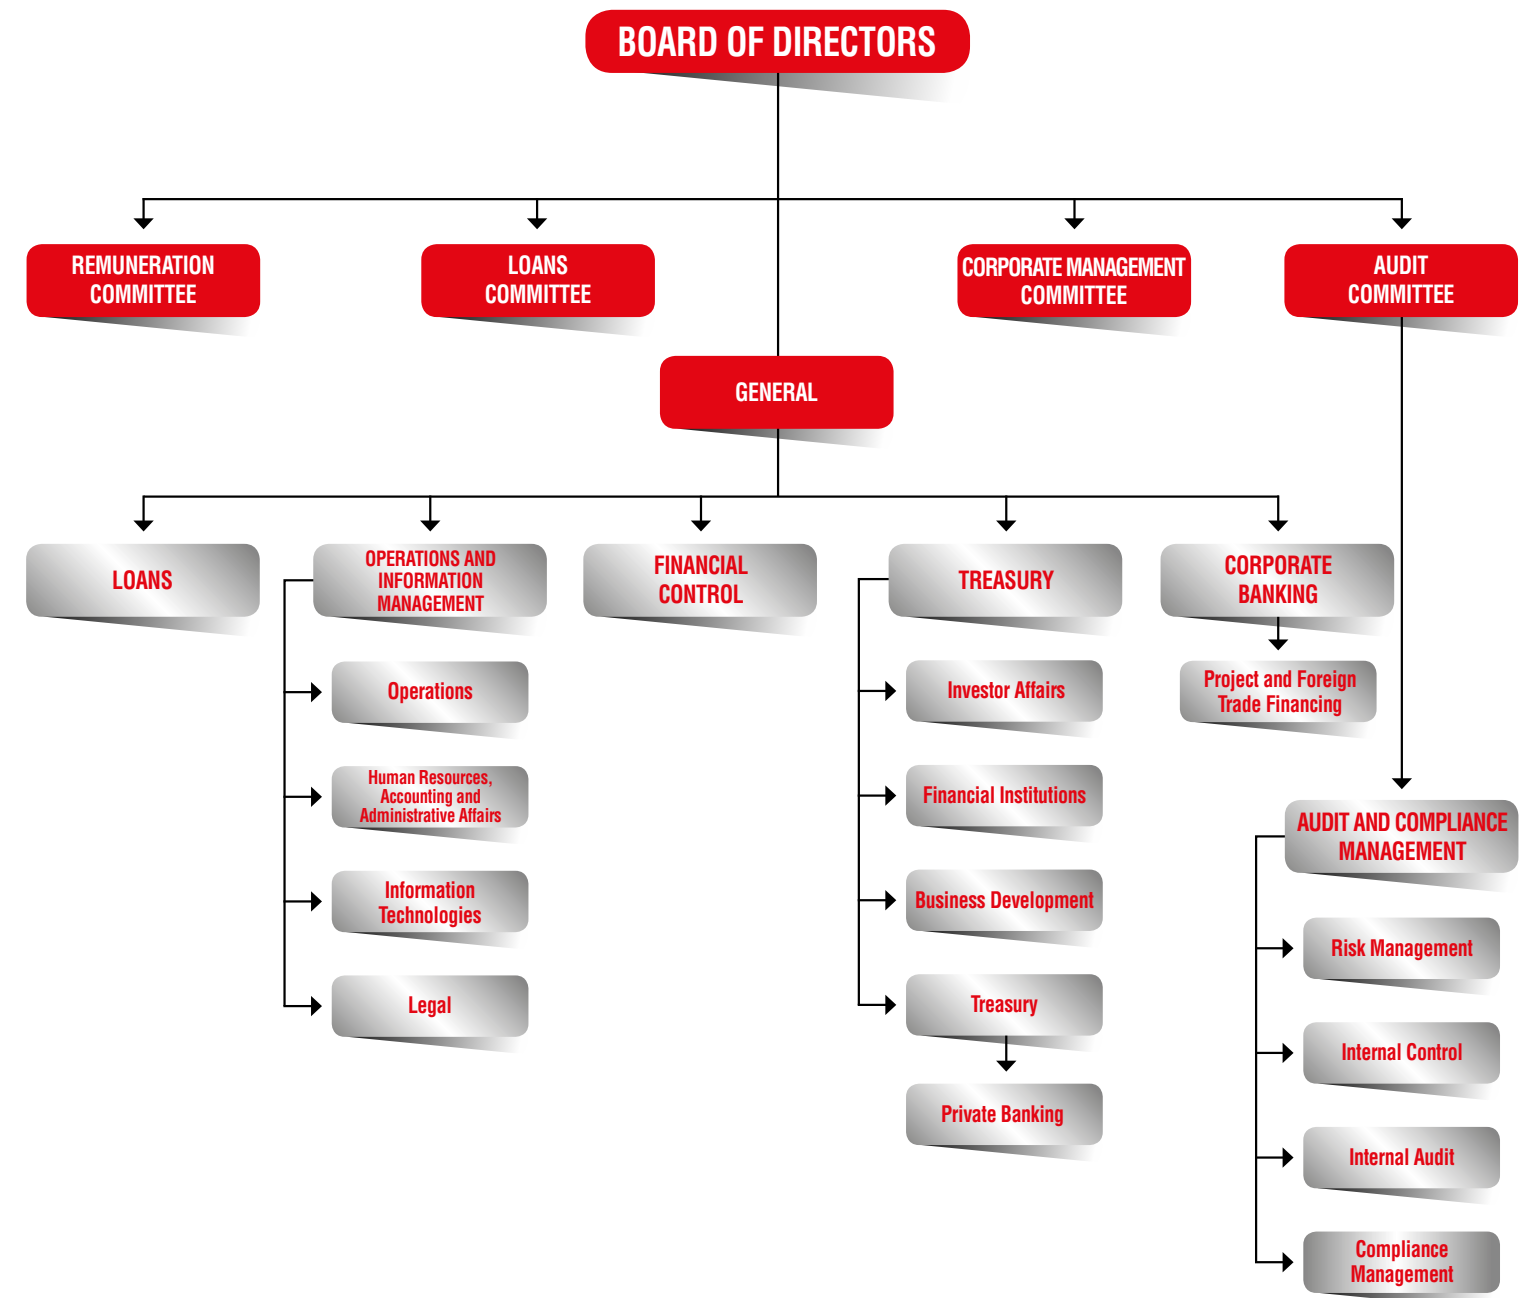 BOARD OF DIRECTORS
REMUNERATION
COMMITTEE
LOANS
COMMITTEE
CORPORATE MANAGEMENT
COMMITTEE
AUDIT
COMMITTEE
GENERAL
LOANS
OPERATIONS AND
INFORMATION
MANAGEMENT
FINANCIAL
CONTROL
TREASURY
CORPORATE
BANKING
Operations
Human Resources,
Accounting and
Administrative Affairs
Information
Technologies
Legal
Investor Affairs
Financial Institutions
Business Development
Treasury
Private Banking
Project and Foreign
Trade Financing
AUDIT AND COMPLIANCE
MANAGEMENT
Risk Management
Internal Control
Internal Audit
Compliance
Management